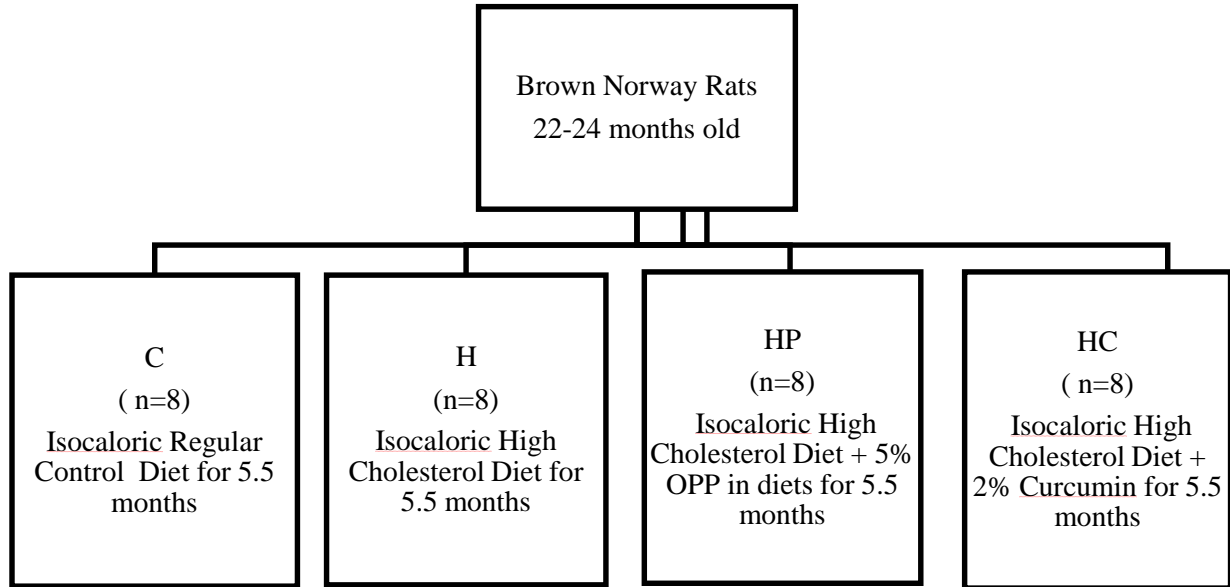 Brown Norway Rats
22-24 months old
C
( n=8)
Isocaloric Regular
Control Diet for 5.5
months
H
(n=8)
Isocaloric High
Cholesterol Diet for
5.5 months
HP
(n=8)
Isocaloric High
Cholesterol Diet + 5%
OPP in diets for 5.5
months
HC
( n=8)
Isocaloric High
Cholesterol Diet +
2% Curcumin for 5.5
months